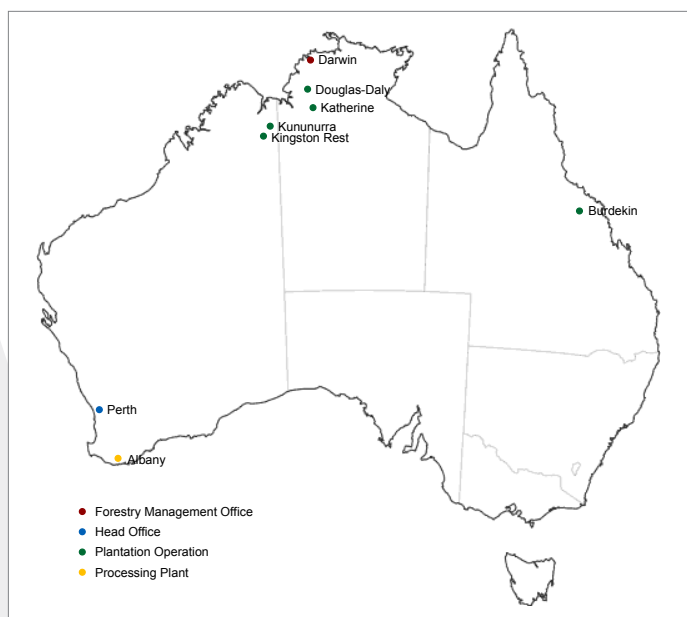 Darwin
Douglas-Daly
Katherine
Kununurra
Kingston Rest
Burdekin
Perth
Albany
Forestry Management Office
Head Office
Plantation Operation
Processing Plant